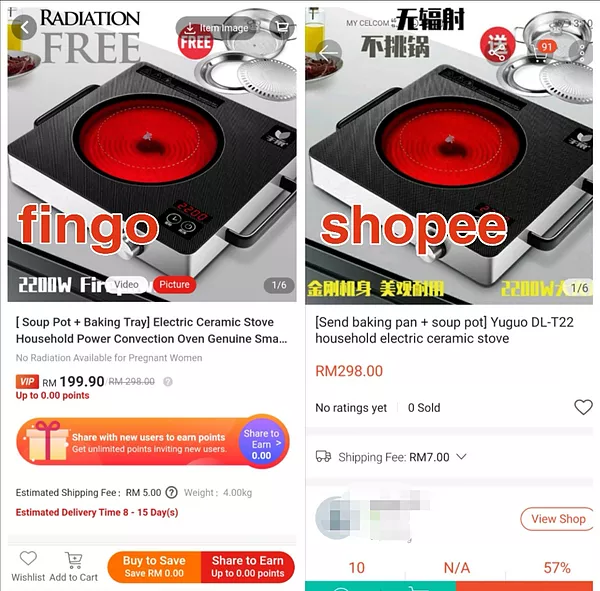 RADIATION
FREE
Item Image
FREE
2200
fingo
2200W Fire
Video
Picture
1/6
[ Soup Pot + Baking Tray] Electric Ceramic Stove
Household Power Convection Oven Genuine Sma...
No Radiation Available for Pregnant Women
VIP RM 199.90 RM 298.00 ?
Up to 0.00 points
Share with new users to earn points
Get unlimited points inviting new users.
Share to
Earn >
0.00
Estimated Shipping Fee : RM 5.00 ? Weight : 4.00kg
Estimated Delivery Time 8 - 15 Day(s)
Wishlist
Add to Cart
Buy to Save
Save RM 0.00
Share to Earn
Up to 0.00 points
MY CELCOM
无辐射
不挑锅
送
91
shopee
金刚机身 美观耐用
2200W大
1/6
[Send baking pan + soup pot] Yuguo DL-T22
household electric ceramic stove
RM298.00
No ratings yet
0 Sold
Shipping Fee: RM7.00
View Shop
10
N/A
57%